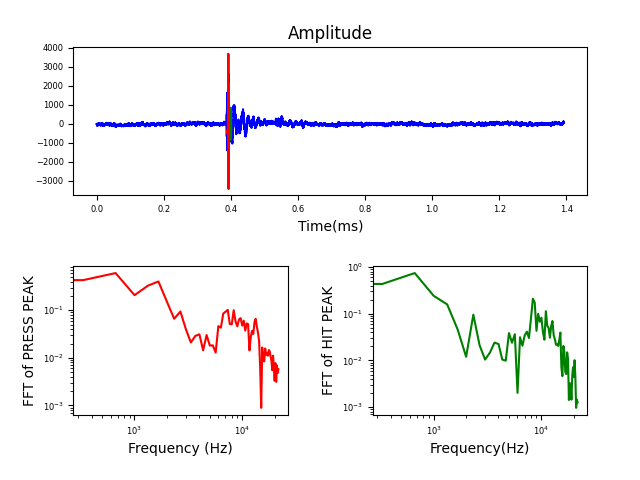 Amplitude
4000
3000
2000
1000
0
−1000
−2000
−3000
0.0 0.2 0.4 0.6 0.8 1.0 1.2 1.4
Time(ms)
FFT of PRESS PEAK
10⁻¹
10⁻²
10⁻³
10³ 10⁴
Frequency (Hz)
FFT of HIT PEAK
10⁰
10⁻¹
10⁻²
10⁻³
10³ 10⁴
Frequency(Hz)